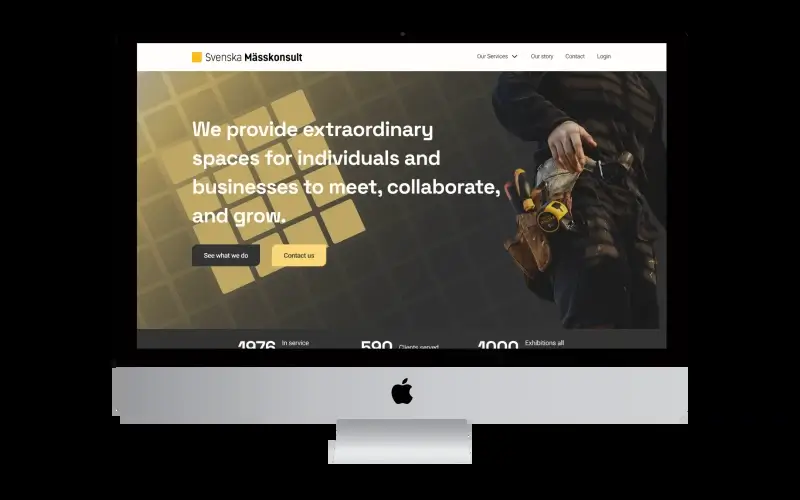 Svenska Mässkonsult
Our Services
Our story
Contact
Login
We provide extraordinary
spaces for individuals and
businesses to meet, collaborate,
and grow.
See what we do
Contact us
1976
In service
590
Clients served
1000
Exhibitions all